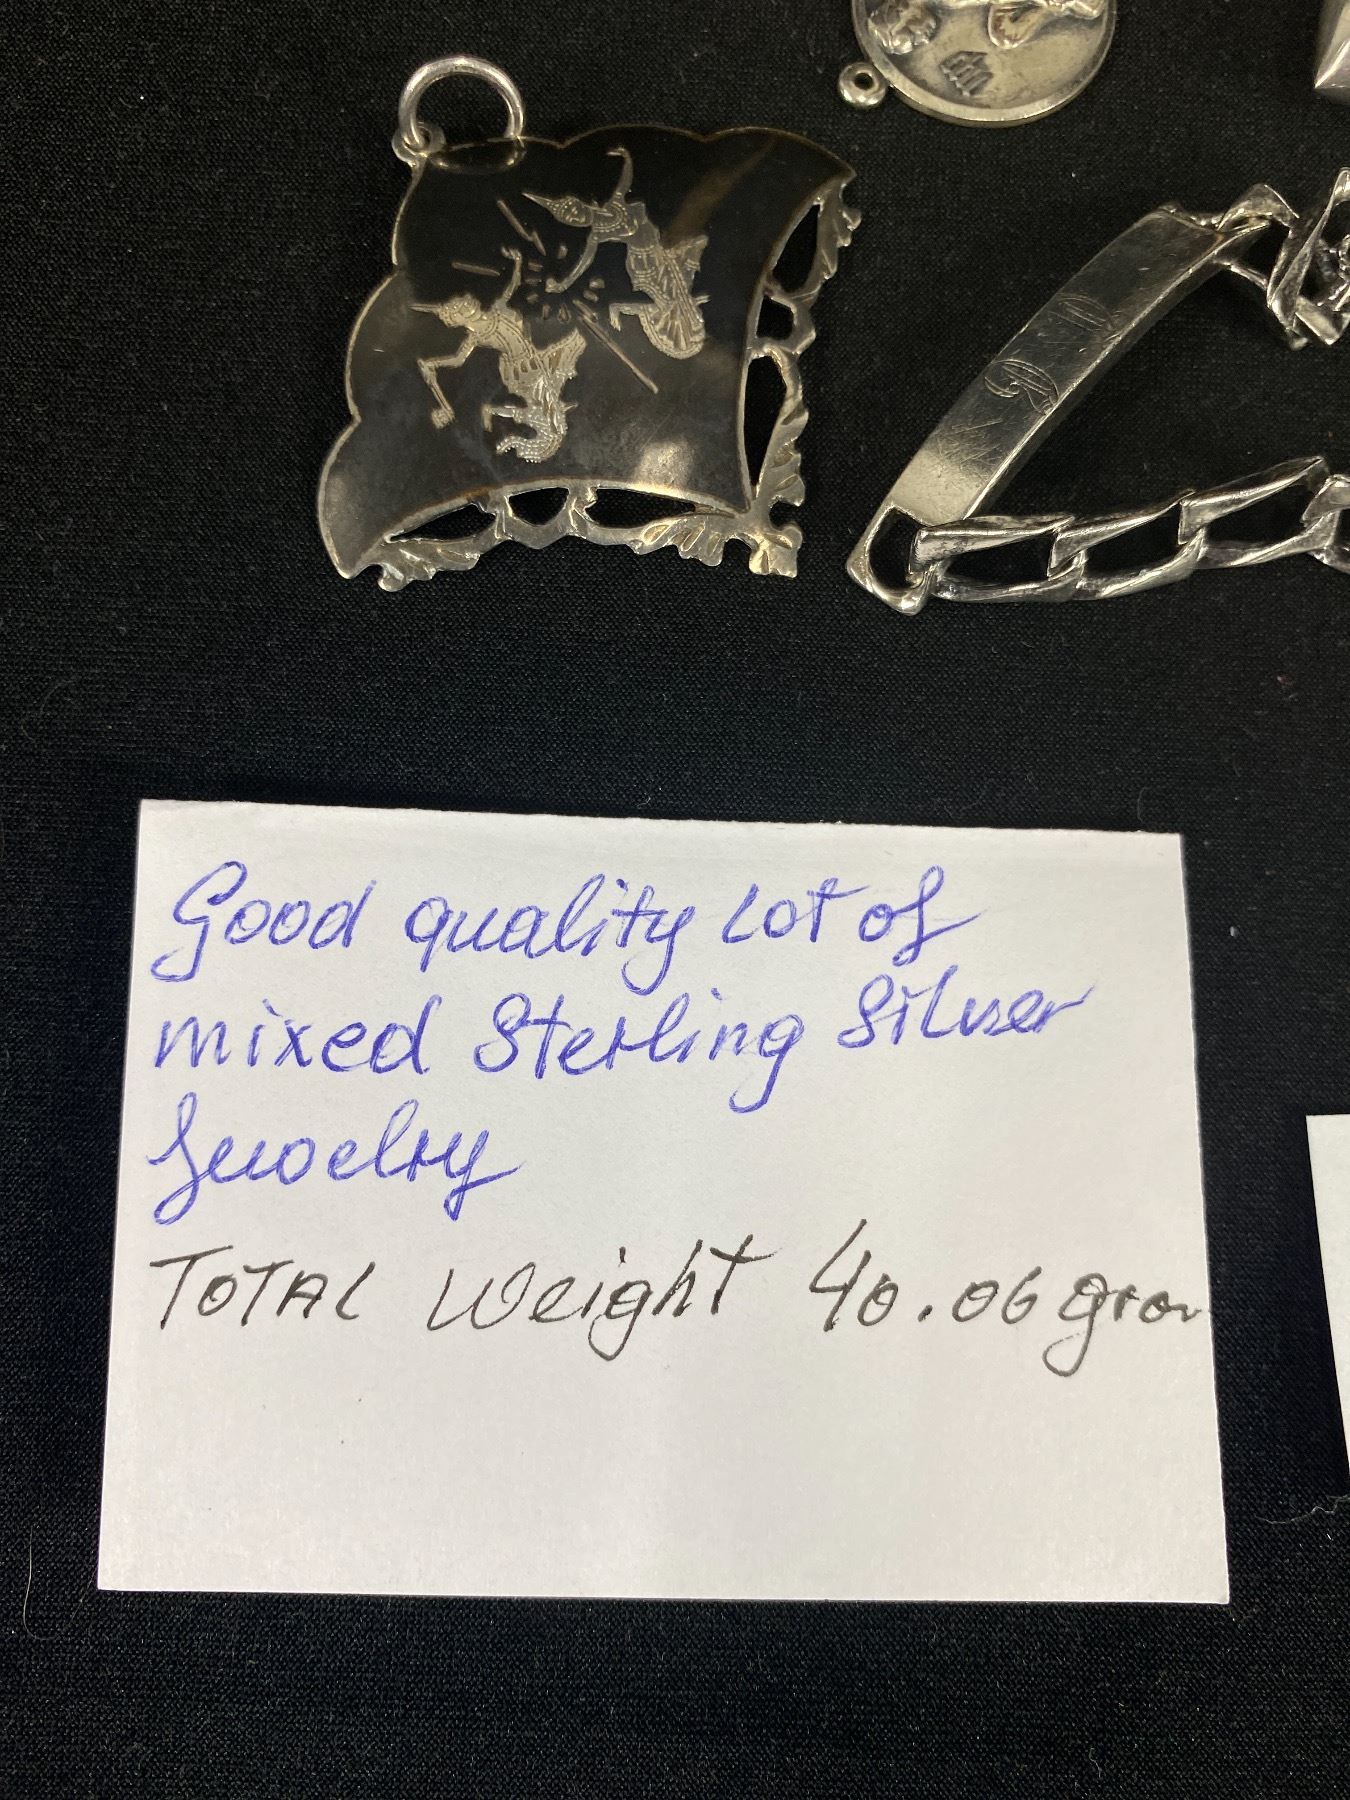 Good quality Lot of
mixed Sterling Silver
Jewelry
TOTAL Weight 40.06 gram